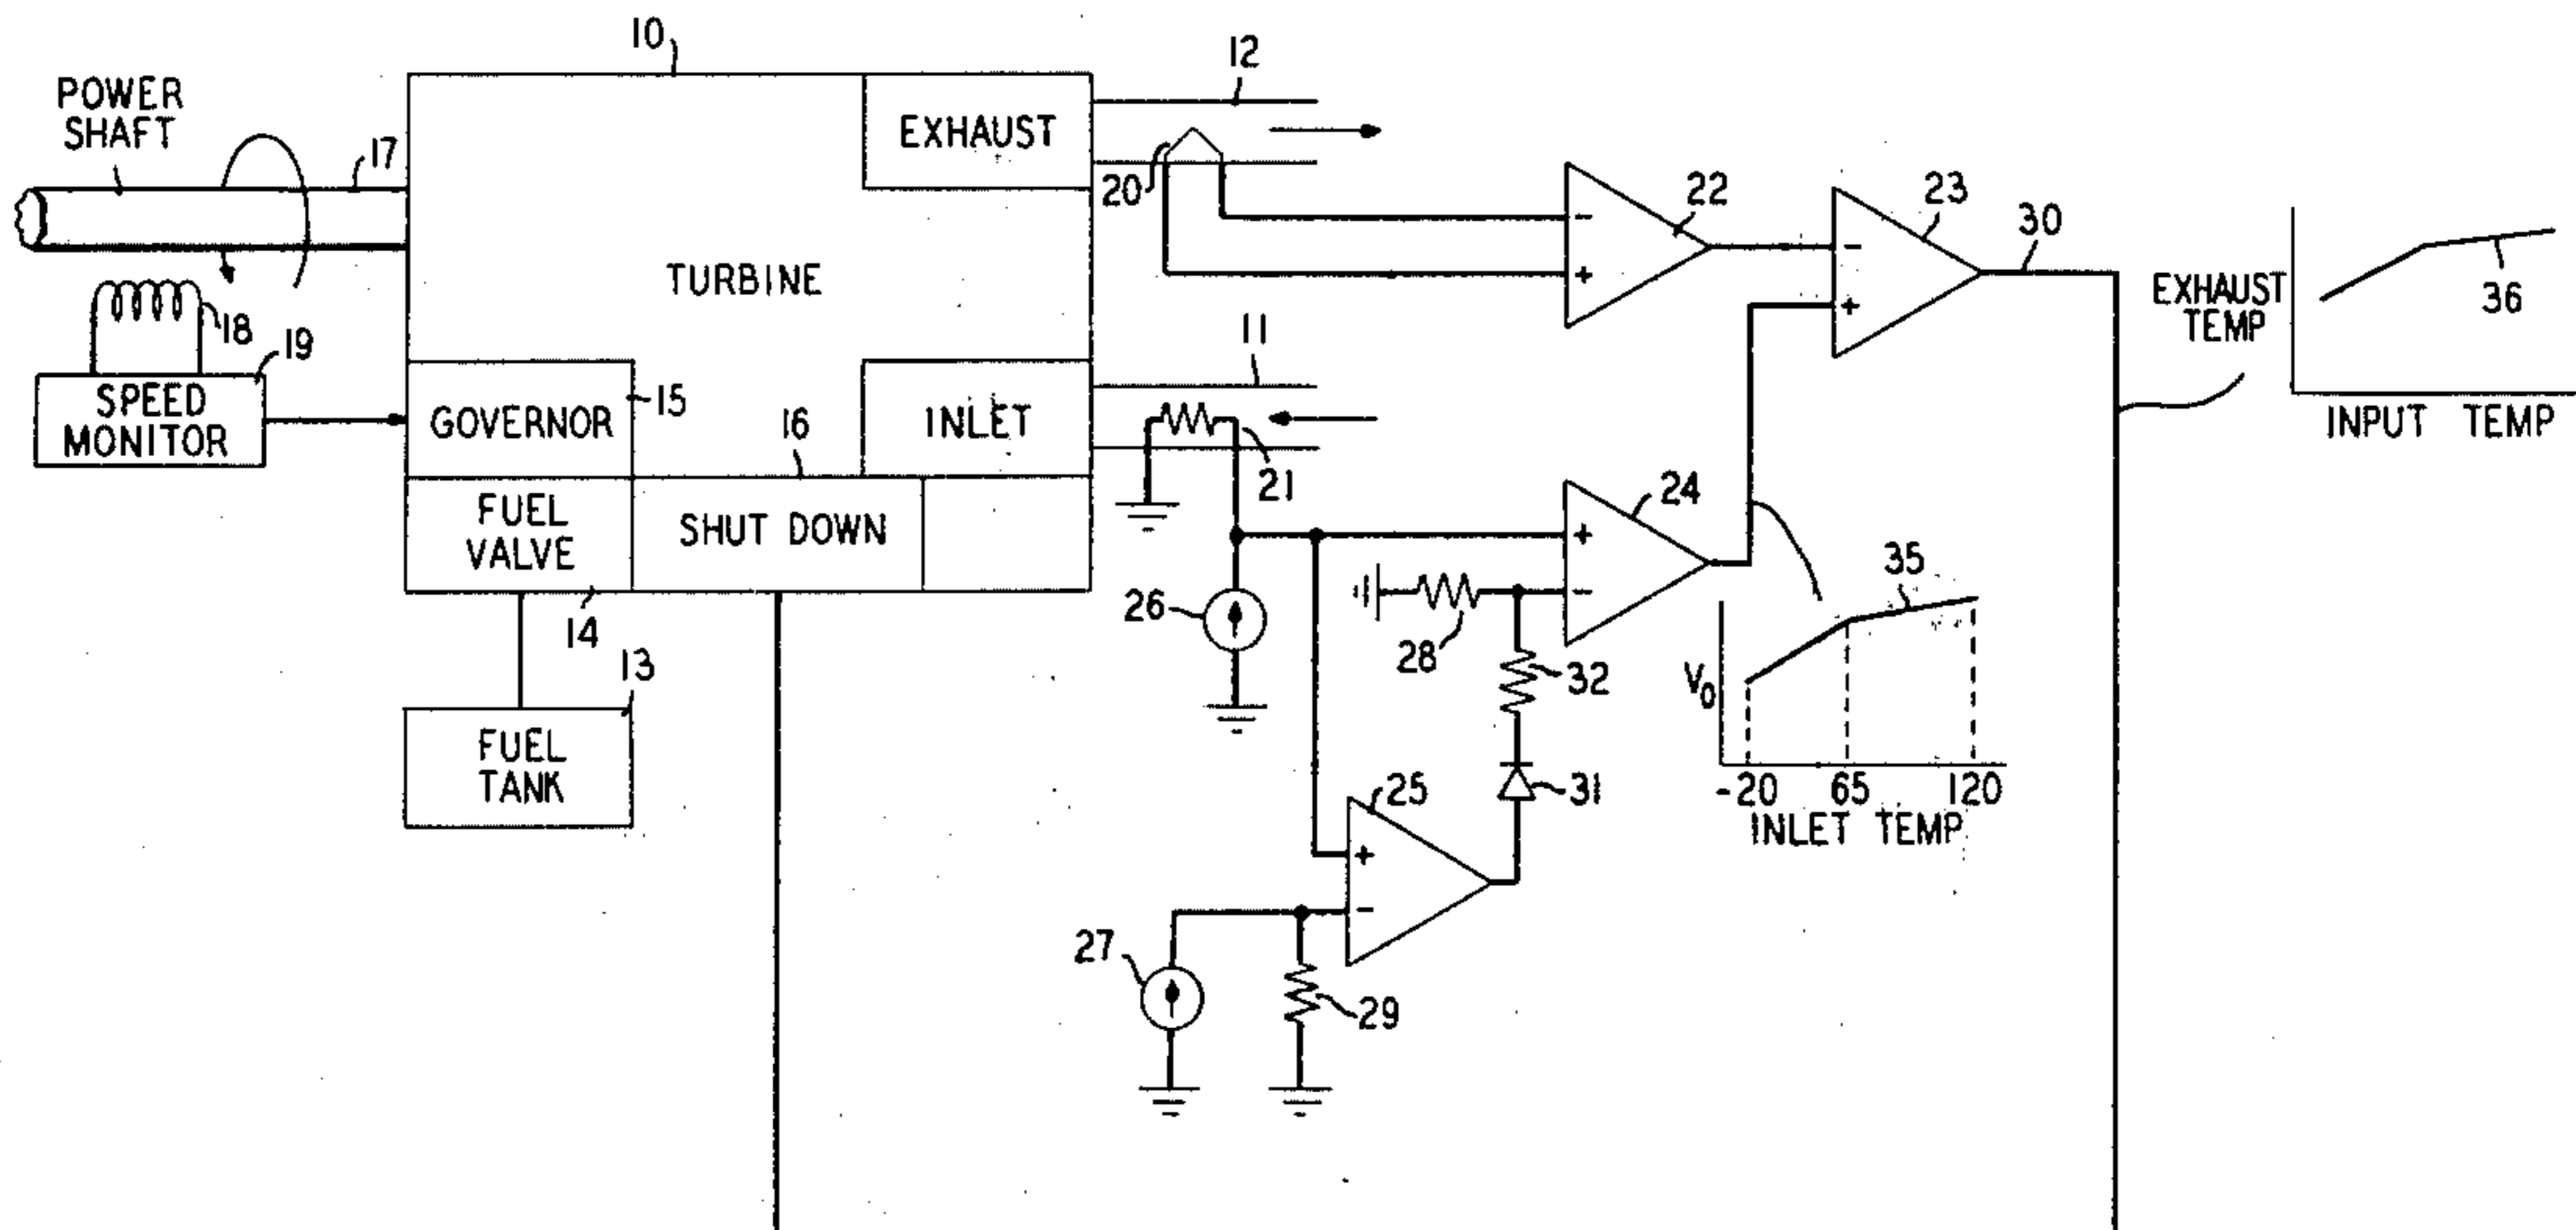 10
12
POWER
SHAFT
17
EXHAUST
20
22
23
30
-
+
-
+
TURBINE
18
19
SPEED
MONITOR
GOVERNOR
15
16
INLET
11
21
EXHAUST
TEMP
36
INPUT TEMP
FUEL
VALVE
SHUT DOWN
14
13
FUEL
TANK
24
+
-
26
28
32
31
25
+
-
27
29
35
V0
-20 65 120
INLET TEMP